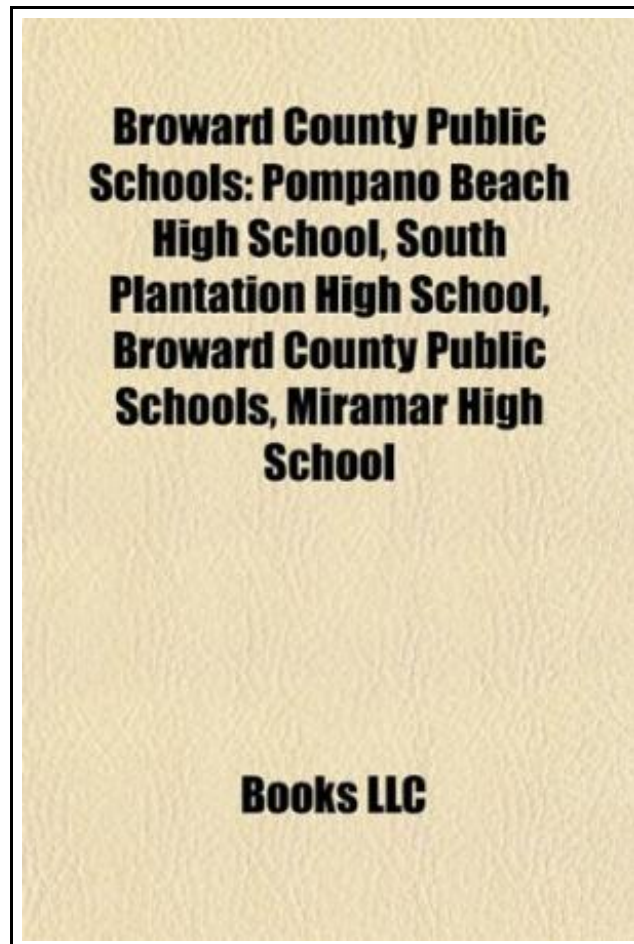 Broward County Public
Schools: Pompano Beach
High School, South
Plantation High School,
Broward County Public
Schools, Miramar High
School
Books LLC